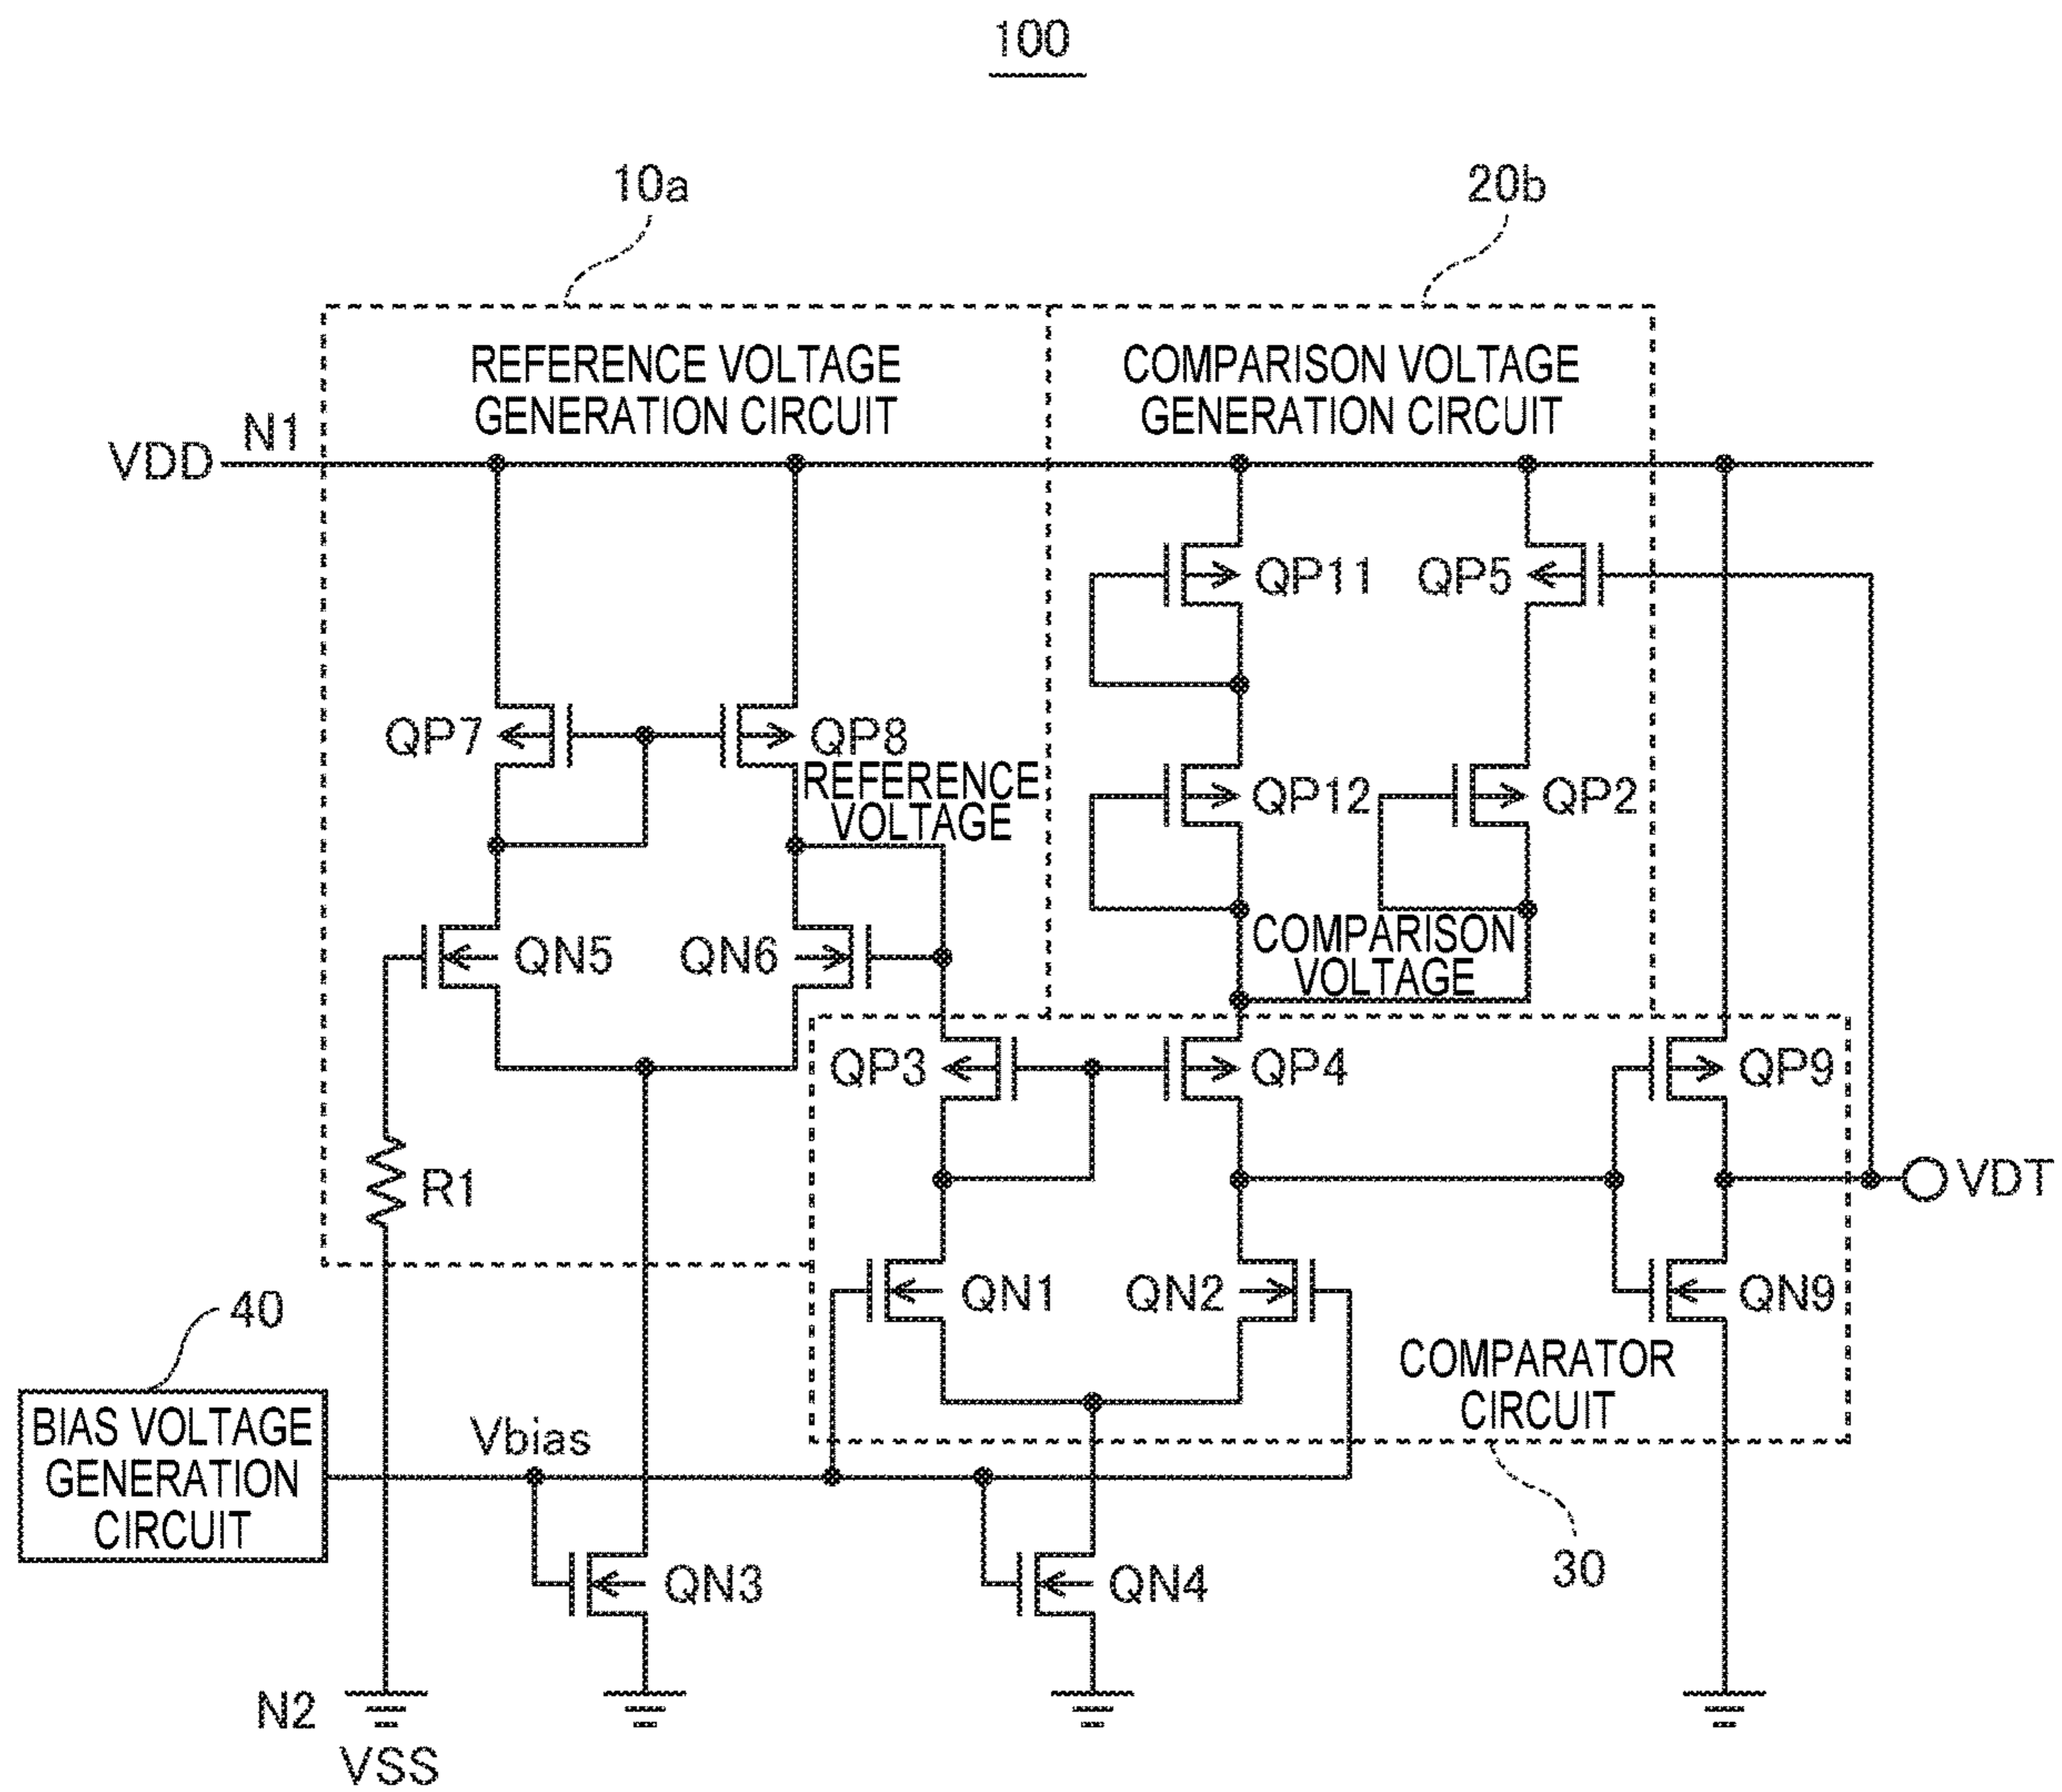 100
10a
20b
REFERENCE VOLTAGE
GENERATION CIRCUIT
COMPARISON VOLTAGE
GENERATION CIRCUIT
VDD
N1
QP11
QP5
QP7
QP8
REFERENCE
VOLTAGE
QP12
QP2
QN5
QN6
COMPARISON
VOLTAGE
QP3
QP4
QP9
R1
VDT
QN1
QN2
QN9
40
COMPARATOR
CIRCUIT
BIAS VOLTAGE
GENERATION
CIRCUIT
Vbias
30
QN3
QN4
N2
VSS